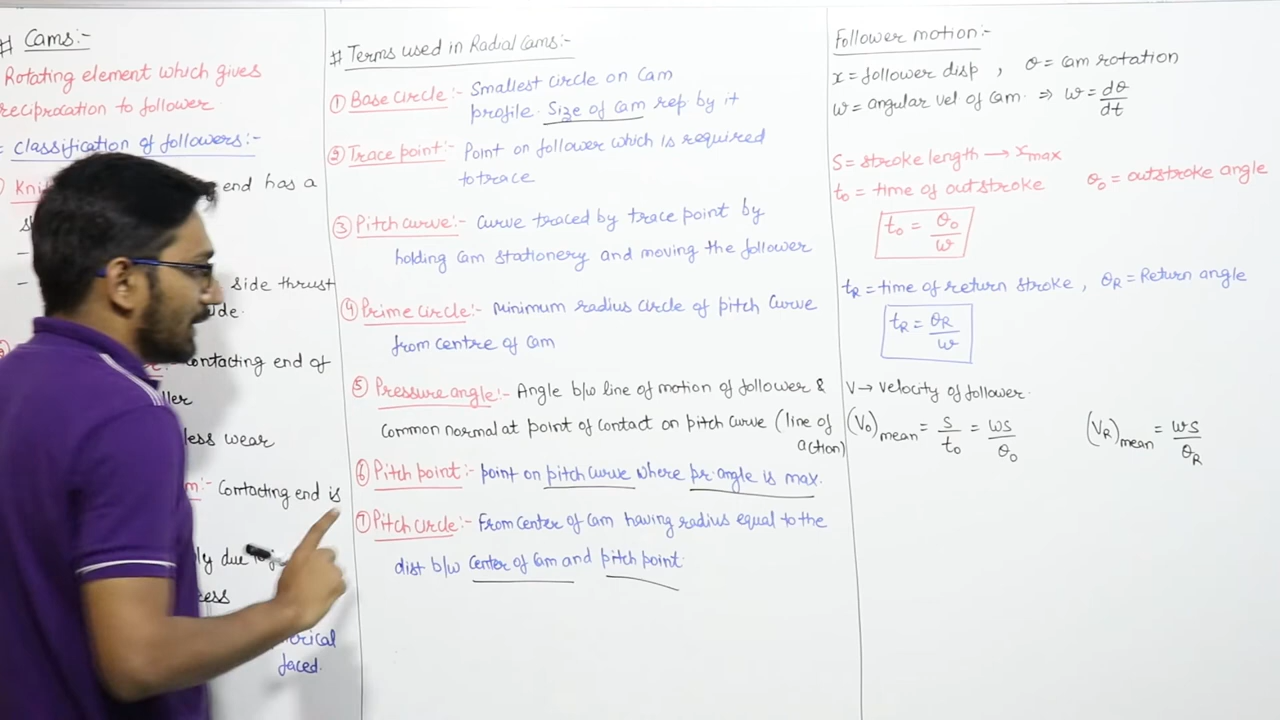 # Cams:-
Rotating element which gives
reciprocation to follower
classification of followers:-
end has a
side thrust
contacting end of
less wear
Contacting end is
ly due
faced.
# Terms used in Radial Cams:-
① Base Circle:- Smallest circle on Cam
profile. Size of Cam rep by it
② Trace point:- Point on follower which is required
to trace
③ Pitch curve:- Curve traced by trace point by
holding Cam stationery and moving the follower
④ Prime Circle:- Minimum radius circle of pitch curve
from centre of Cam
⑤ Pressure angle:- Angle b/w line of motion of follower &
Common normal at point of contact on pitch curve (line of
action)
⑥ Pitch point:- point on pitch curve where pr. angle is max.
⑦ Pitch circle:- From center of Cam having radius equal to the
dist b/w Center of Cam and pitch point.
Follower motion:-
x = follower disp , θ = cam rotation
ω = angular vel of Cam. ⇒ ω = dθ/dt
S = stroke length → xmax
to = time of outstroke θo = outstroke angle
to = θo/ω
tR = time of return stroke , θR = Return angle
tR = θR/ω
V → velocity of follower.
(Vo)mean = S/to = ωS/θo (VR)mean = ωS/θR